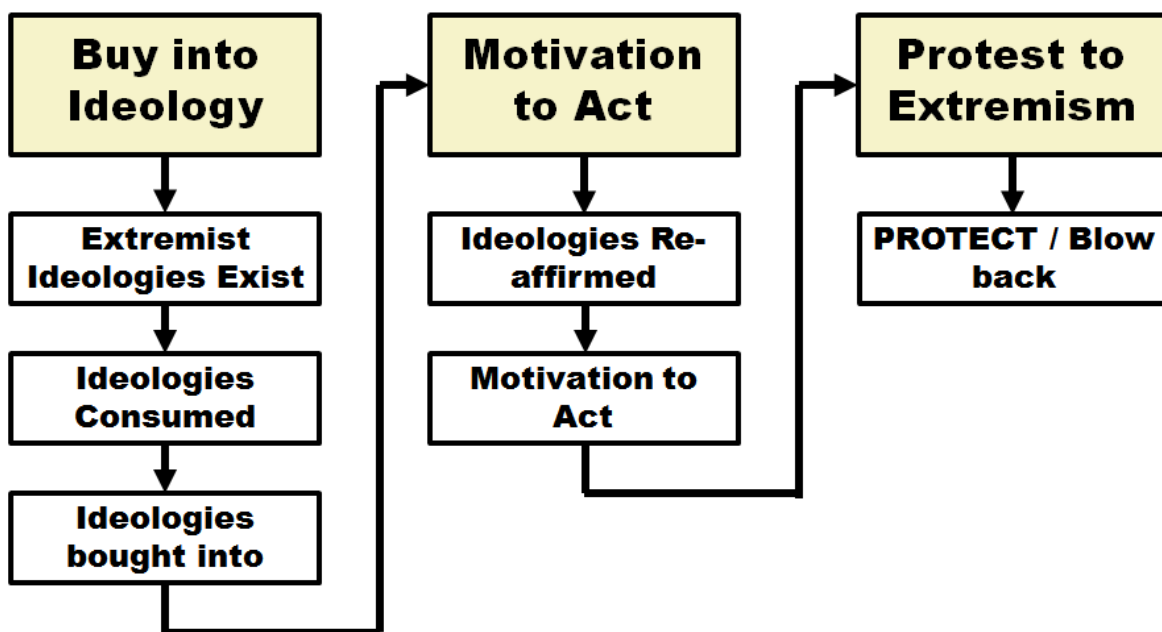 Buy into
Ideology
Extremist
Ideologies Exist
Ideologies
Consumed
Ideologies
bought into
Motivation
to Act
Ideologies Re-
affirmed
Motivation to
Act
Protest to
Extremism
PROTECT / Blow
back